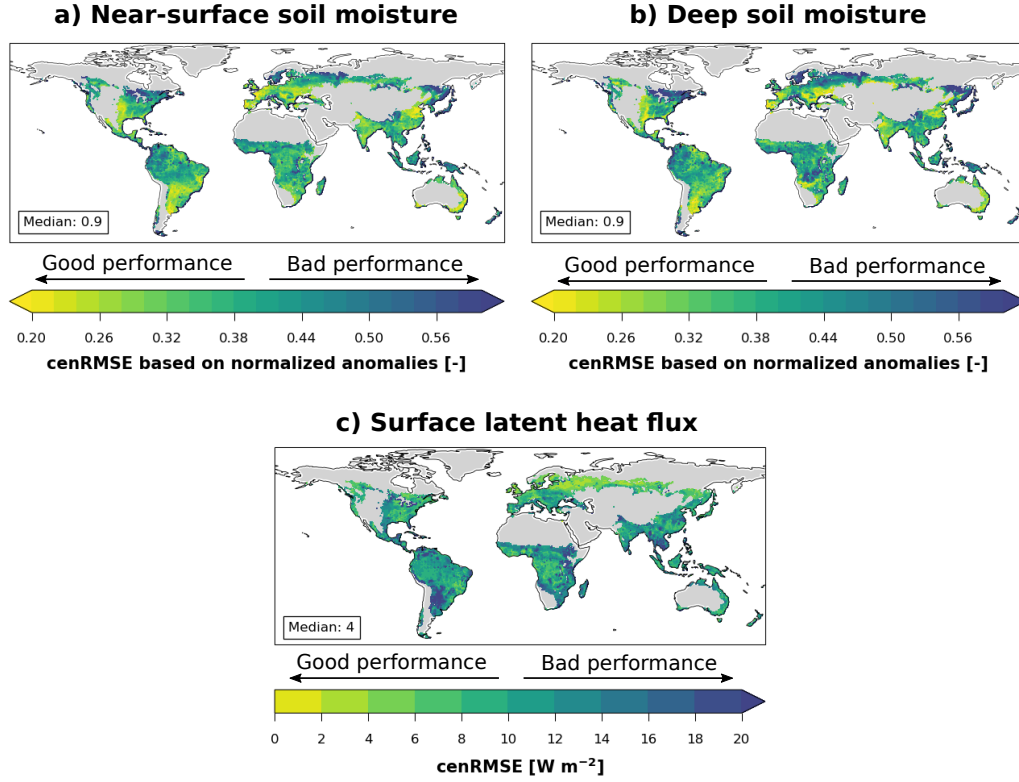 a) Near-surface soil moisture
b) Deep soil moisture
Median: 0.9
Median: 0.9
Good performance
Bad performance
Good performance
Bad performance
0.20 0.26 0.32 0.38 0.44 0.50 0.56
0.20 0.26 0.32 0.38 0.44 0.50 0.56
cenRMSE based on normalized anomalies [-]
cenRMSE based on normalized anomalies [-]
c) Surface latent heat flux
Median: 4
Good performance
Bad performance
0 2 4 6 8 10 12 14 16 18 20
cenRMSE [W m⁻²]